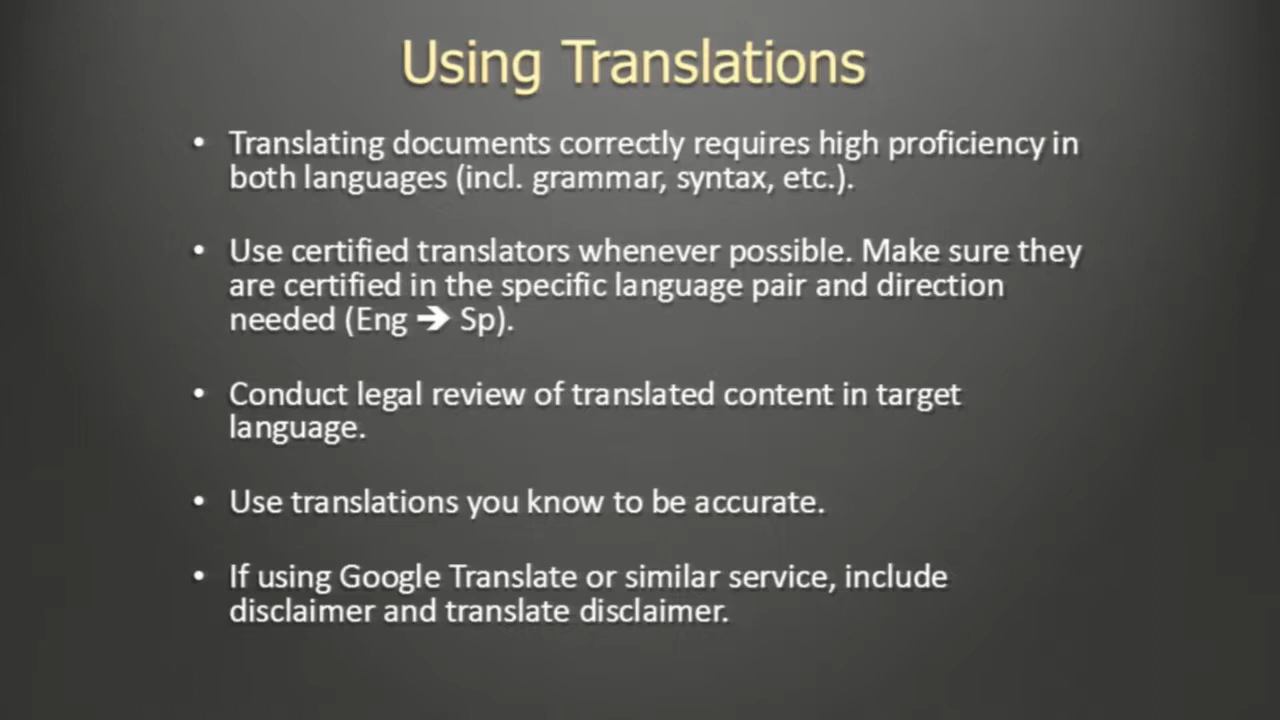 Using Translations
• Translating documents correctly requires high proficiency in
both languages (incl. grammar, syntax, etc.).
• Use certified translators whenever possible. Make sure they
are certified in the specific language pair and direction
needed (Eng ➔ Sp).
• Conduct legal review of translated content in target
language.
• Use translations you know to be accurate.
• If using Google Translate or similar service, include
disclaimer and translate disclaimer.